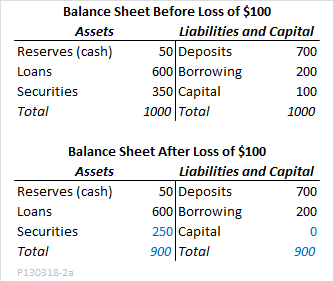 Balance Sheet Before Loss of $100
Assets Liabilities and Capital
Reserves (cash) 50 Deposits 700
Loans 600 Borrowing 200
Securities 350 Capital 100
Total 1000 Total 1000
Balance Sheet After Loss of $100
Assets Liabilities and Capital
Reserves (cash) 50 Deposits 700
Loans 600 Borrowing 200
Securities 250 Capital 0
Total 900 Total 900
P130318-2a